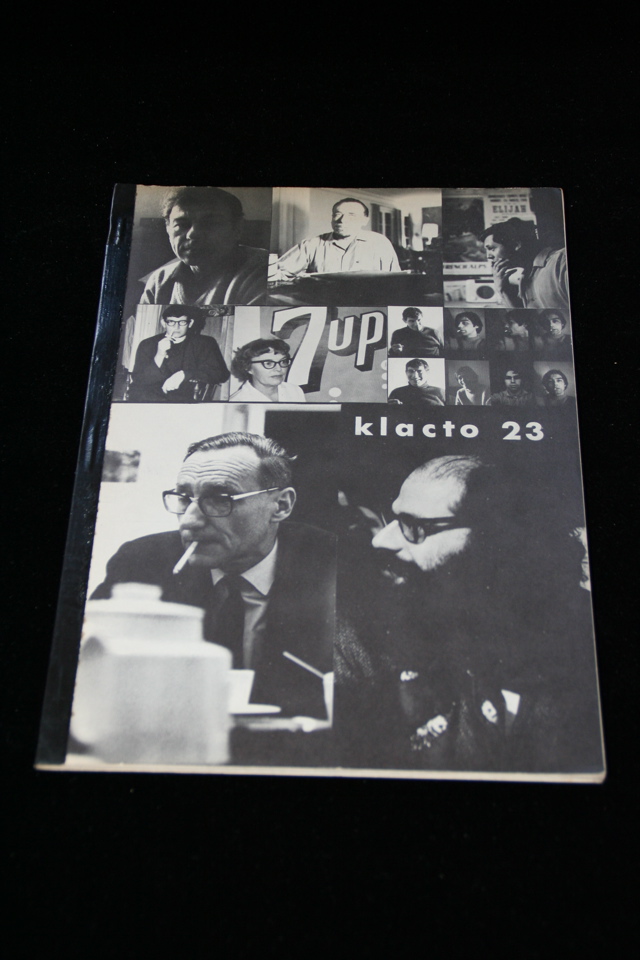 ELIJAH
7up
klacto 23